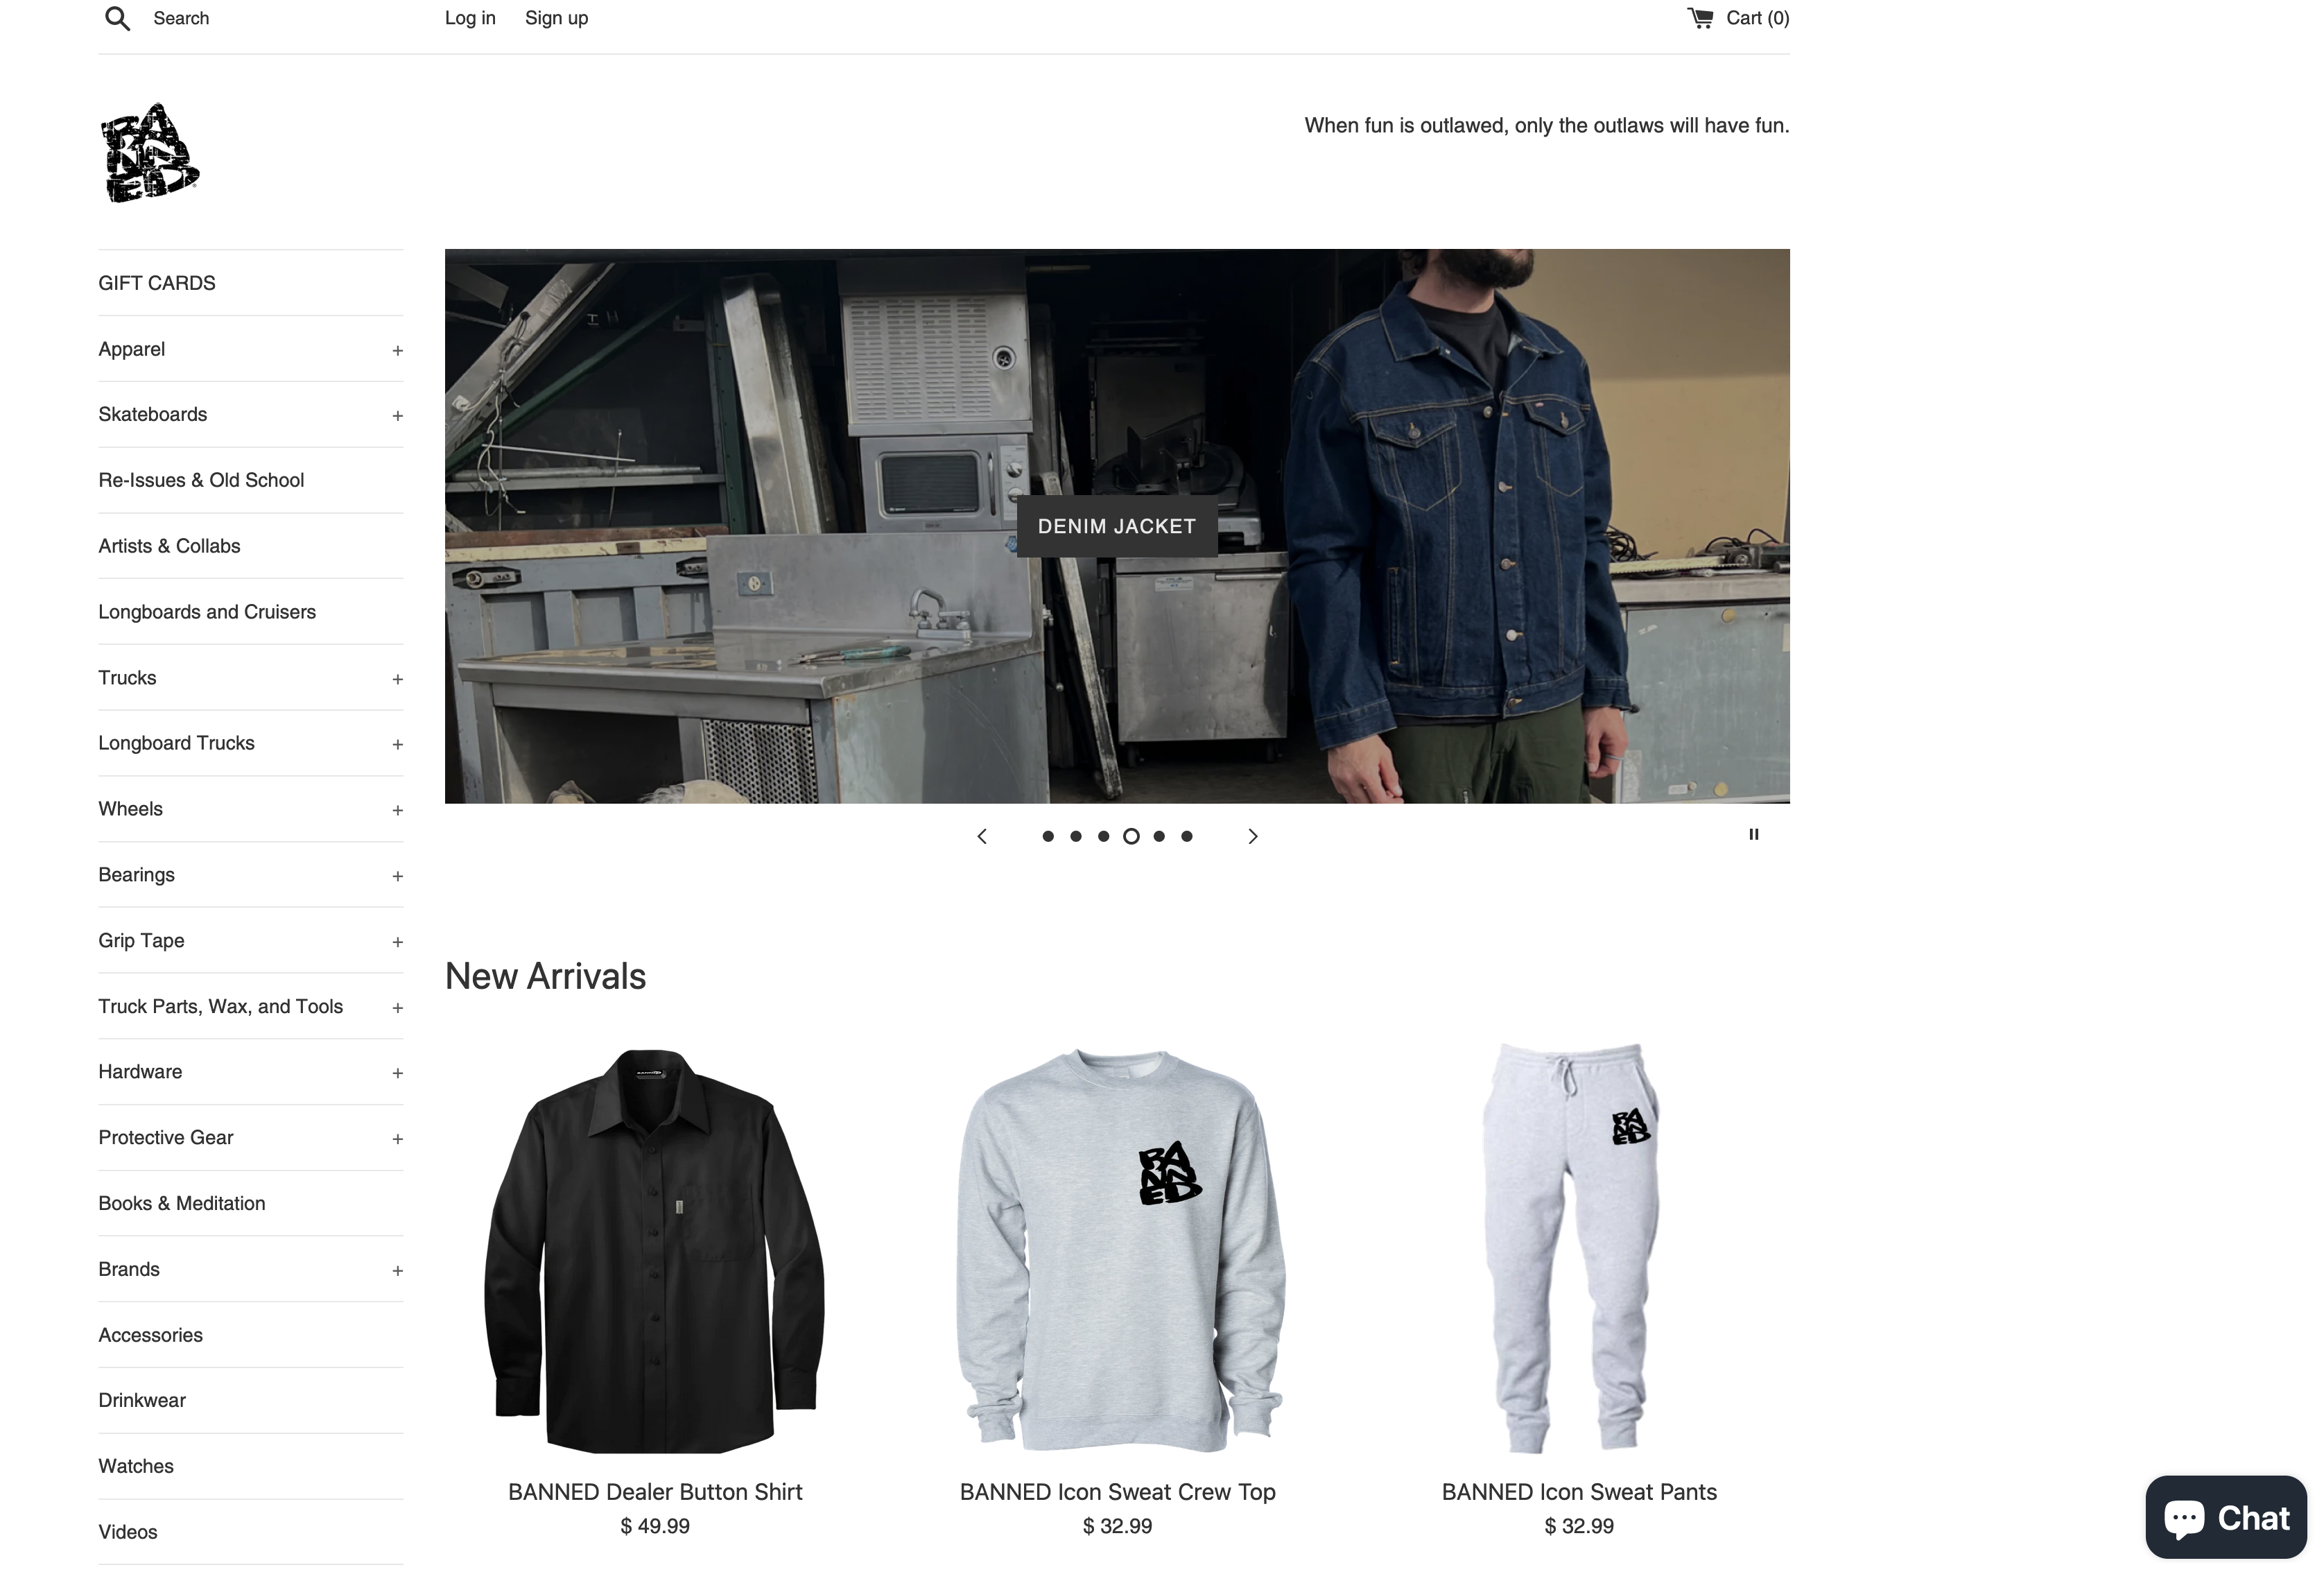 Search
Log in
Sign up
Cart (0)
BANNED
When fun is outlawed, only the outlaws will have fun.
GIFT CARDS
Apparel +
Skateboards +
Re-Issues & Old School
Artists & Collabs
Longboards and Cruisers
Trucks +
Longboard Trucks +
Wheels +
Bearings +
Grip Tape +
Truck Parts, Wax, and Tools +
Hardware +
Protective Gear +
Books & Meditation
Brands +
Accessories
Drinkwear
Watches
Videos
DENIM JACKET
New Arrivals
BANNED
BANNED
BANNED
BANNED Dealer Button Shirt
$ 49.99
BANNED Icon Sweat Crew Top
$ 32.99
BANNED Icon Sweat Pants
$ 32.99
Chat